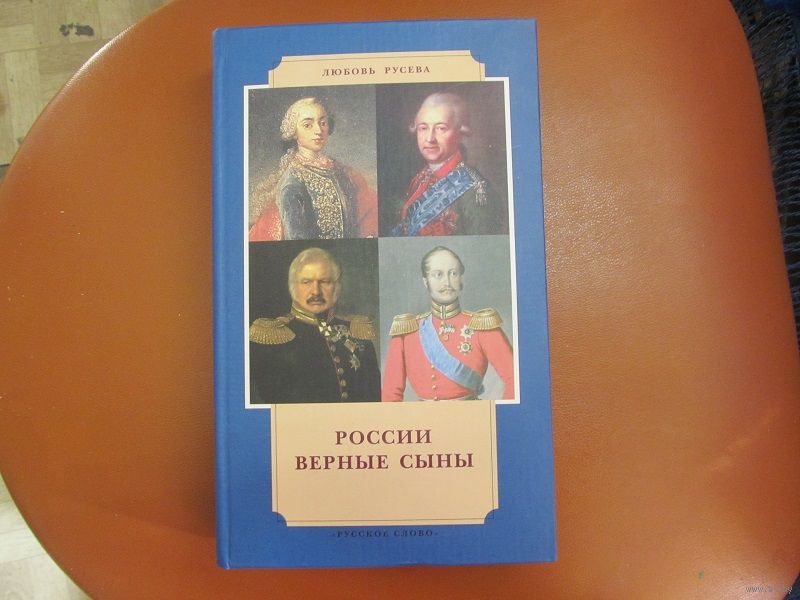 ЛЮБОВЬ РУСЕВА
РОССИИ
ВЕРНЫЕ СЫНЫ
«РУССКОЕ СЛОВО»